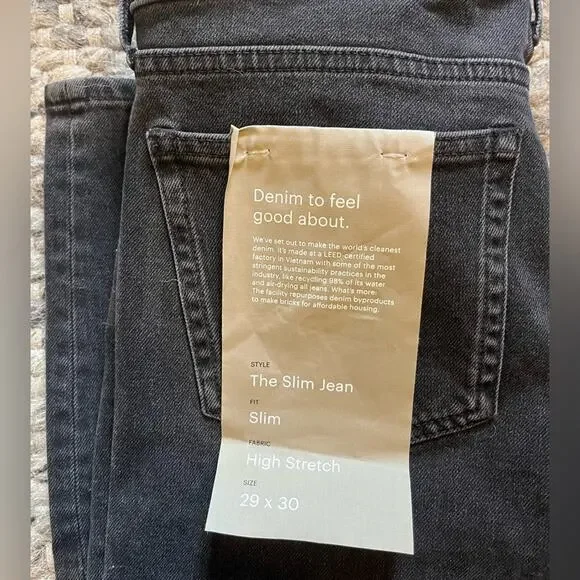 Denim to feel
good about.
We've set out to make the world's cleanest
denim. It's made at a LEED-certified
factory in Vietnam with some of the most
stringent sustainability practices in the
industry, like recycling 98% of its water
and air-drying all jeans. What's more:
The facility repurposes denim byproducts
to make bricks for affordable housing.
STYLE
The Slim Jean
FIT
Slim
FABRIC
High Stretch
SIZE
29 x 30